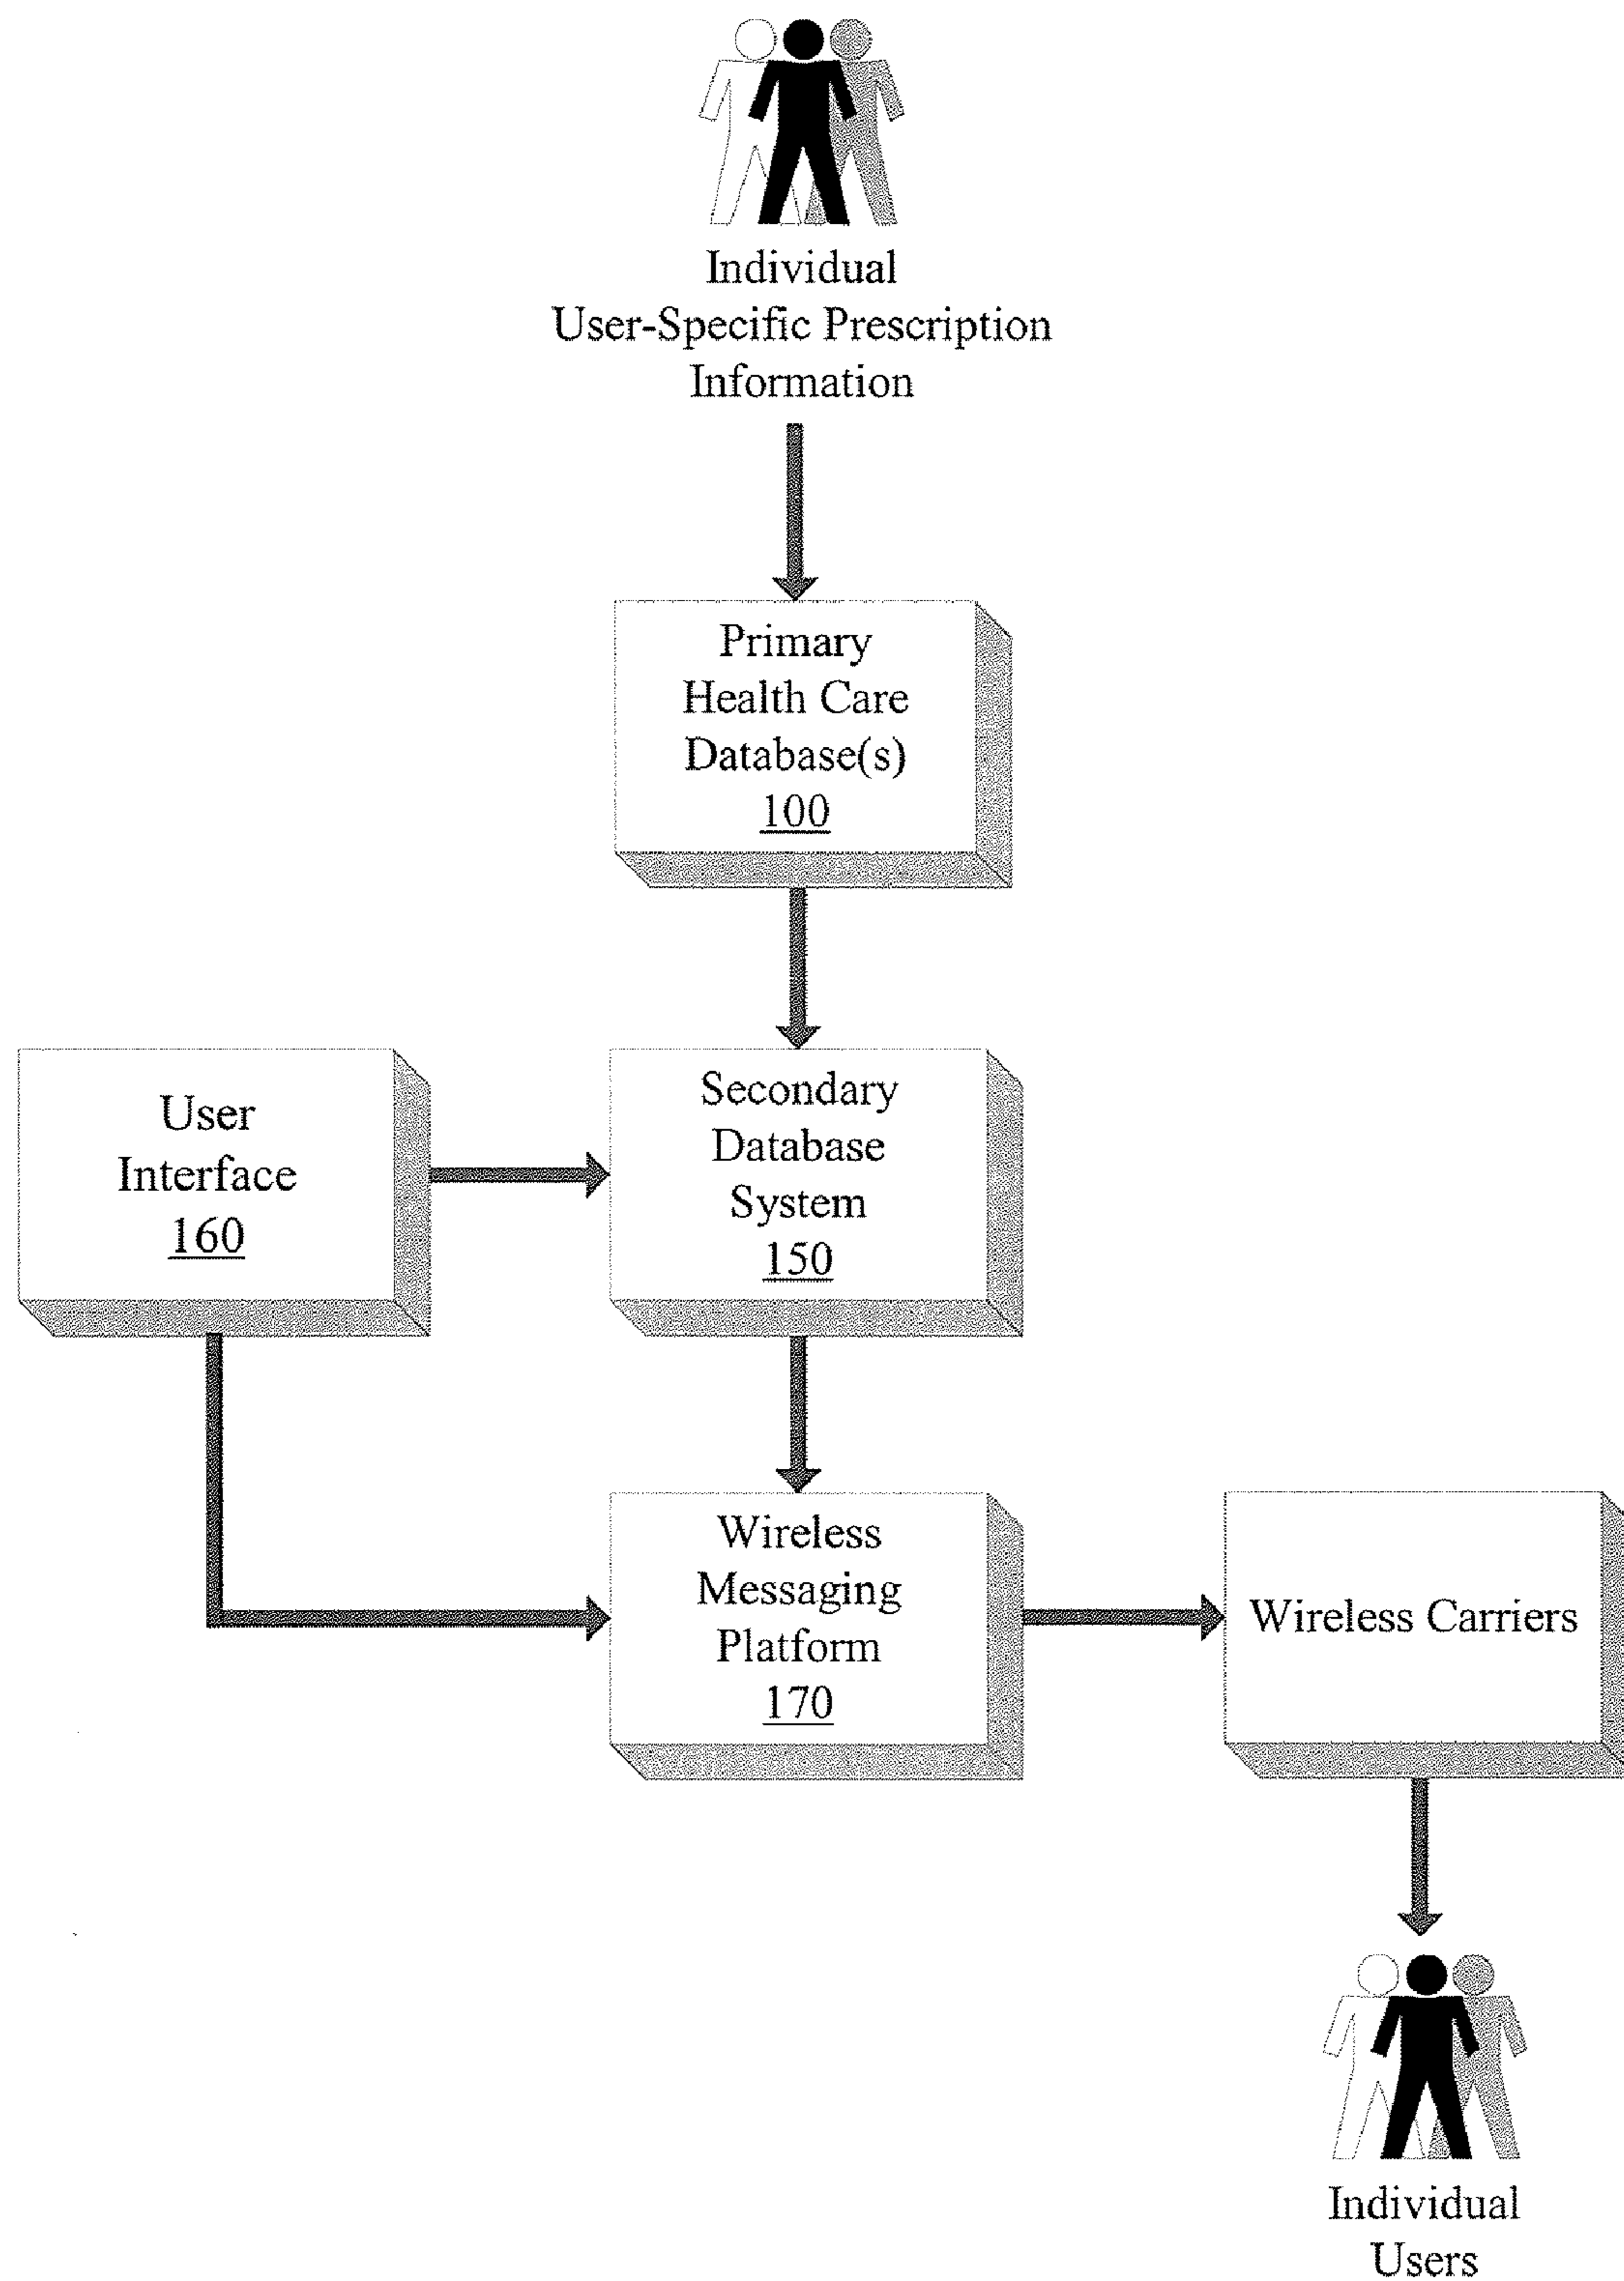 Individual
User-Specific Prescription
Information
Primary
Health Care
Database(s)
100
User
Interface
160
Secondary
Database
System
150
Wireless
Messaging
Platform
170
Wireless Carriers
Individual
Users